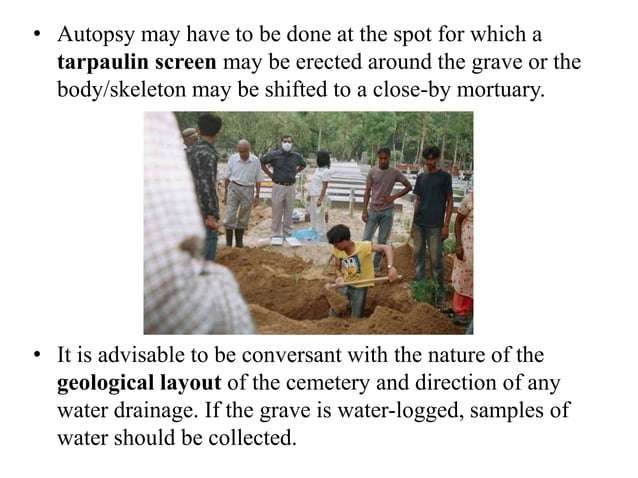 • Autopsy may have to be done at the spot for which a
tarpaulin screen may be erected around the grave or the
body/skeleton may be shifted to a close-by mortuary.
• It is advisable to be conversant with the nature of the
geological layout of the cemetery and direction of any
water drainage. If the grave is water-logged, samples of
water should be collected.